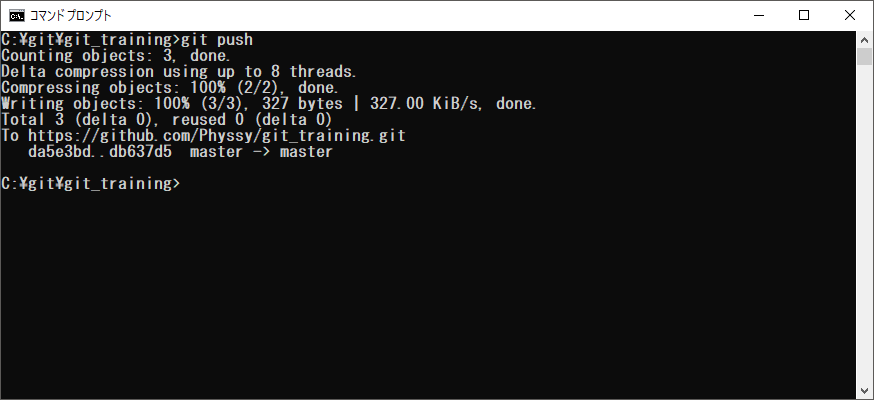 コマンド プロンプト
C:¥git¥git_training>git push
Counting objects: 3, done.
Delta compression using up to 8 threads.
Compressing objects: 100% (2/2), done.
Writing objects: 100% (3/3), 327 bytes | 327.00 KiB/s, done.
Total 3 (delta 0), reused 0 (delta 0)
To https://github.com/Physsy/git_training.git
   da5e3bd..db637d5  master -> master
C:¥git¥git_training>